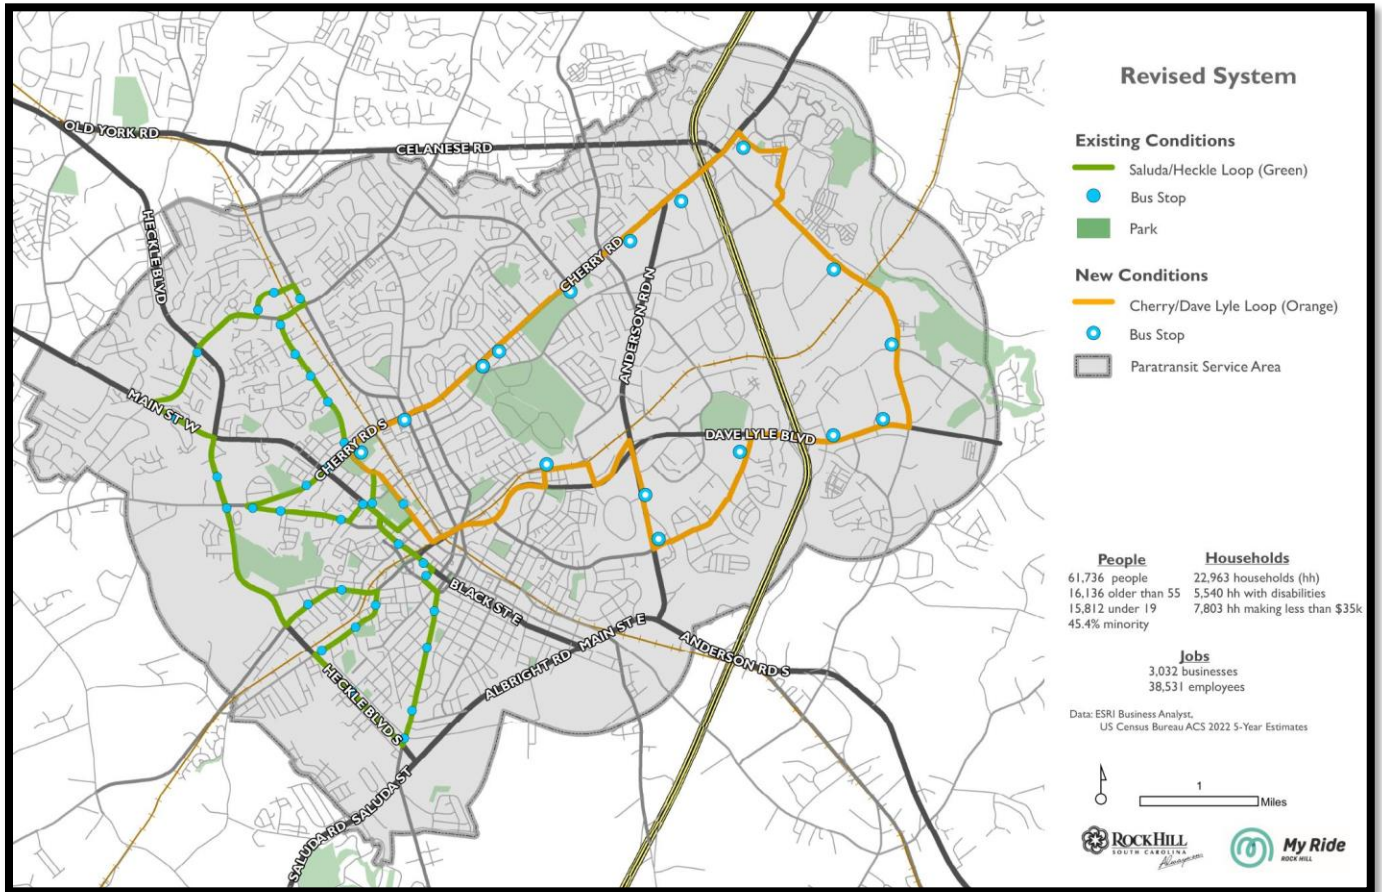 Revised System
Existing Conditions
Saluda/Heckle Loop (Green)
Bus Stop
Park
New Conditions
Cherry/Dave Lyle Loop (Orange)
Bus Stop
Paratransit Service Area
OLD YORK RD
CELANESE RD
HECKLE BLVD
CHERRY RD
ANDERSON RD N
MAIN ST W
CHERRY RD S
DAVE LYLE BLVD
BLACK ST E
ALBRIGHT RD
MAIN ST E
ANDERSON RD S
HECKLE BLVD S
SALUDA RD
SALUDA ST
People
61,736 people
16,136 older than 55
15,812 under 19
45.4% minority
Households
22,963 households (hh)
5,540 hh with disabilities
7,803 hh making less than $35k
Jobs
3,032 businesses
38,531 employees
Data: ESRI Business Analyst,
US Census Bureau ACS 2022 5-Year Estimates
1
Miles
ROCK HILL
SOUTH CAROLINA
Always on.
My Ride
ROCK HILL